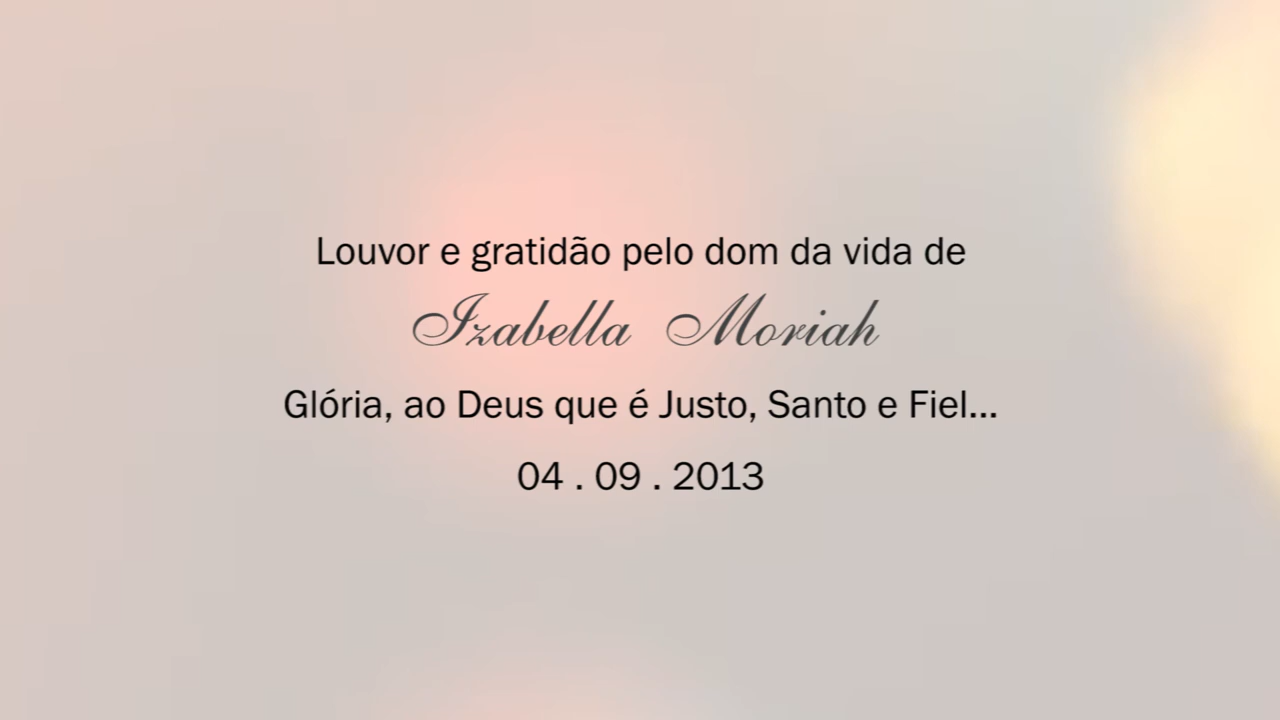 Louvor e gratidão pelo dom da vida de
Izabella Moriah
Glória, ao Deus que é Justo, Santo e Fiel...
04 . 09 . 2013